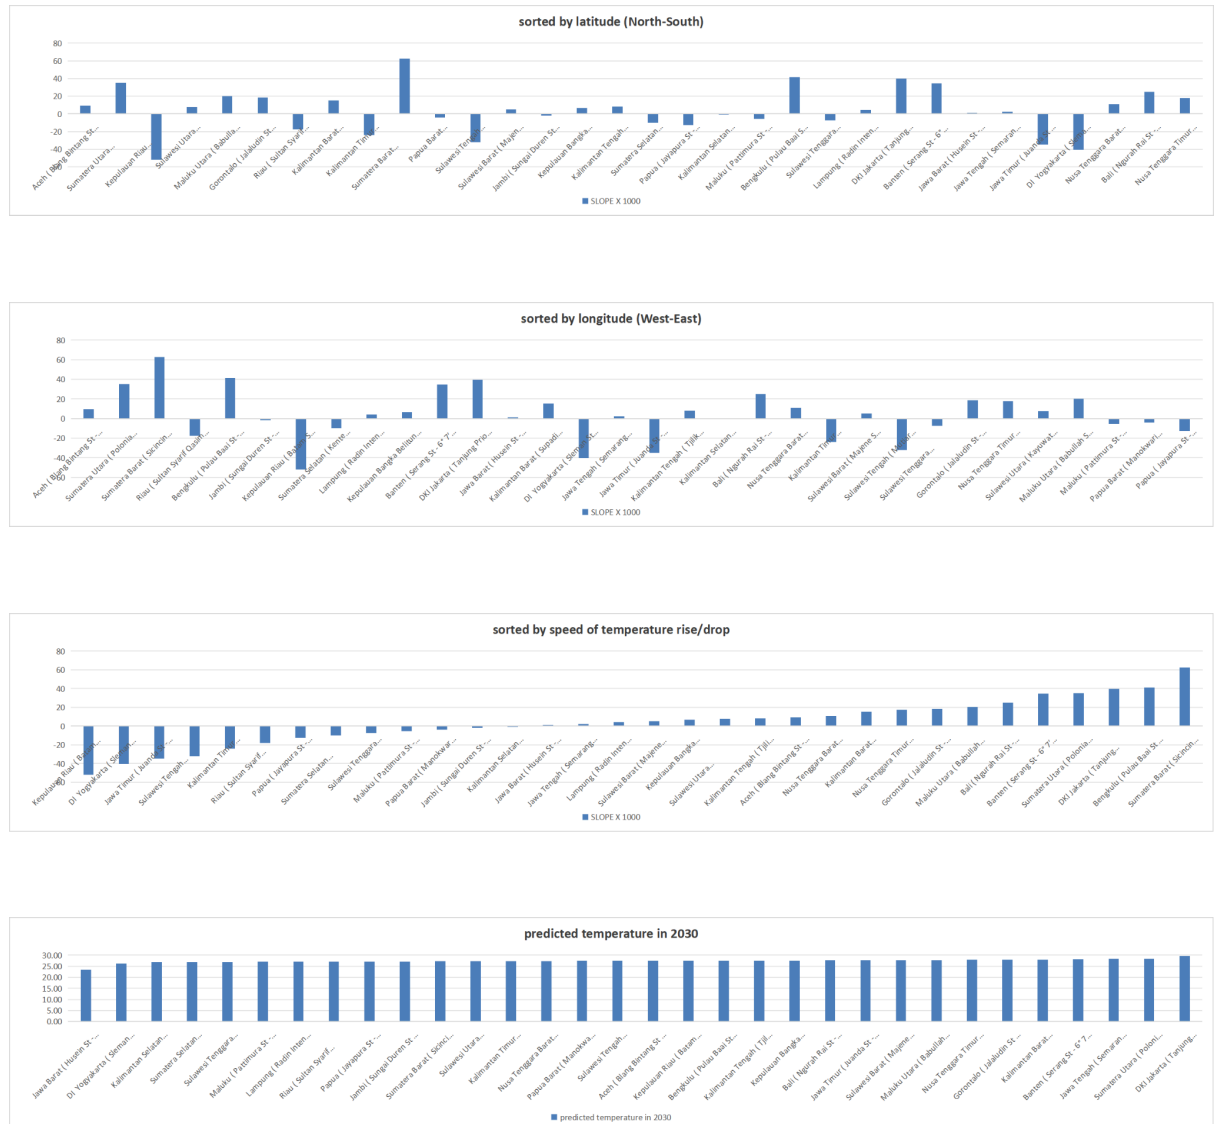 sorted by latitude (North-South)
80
60
40
20
0
-20
-40
-60
Aceh ( Blang Bintang St…
Sumatera Utara…
Kepulauan Riau…
Sulawesi Utara…
Maluku Utara ( Babulla…
Gorontalo ( Jalaludin St…
Riau ( Sultan Syarif…
Kalimantan Barat…
Kalimantan Timur…
Sumatera Barat…
Papua Barat…
Sulawesi Tengah…
Sulawesi Barat ( Majen…
Jambi ( Sungai Duren St…
Kepulauan Bangka…
Kalimantan Tengah…
Sumatera Selatan…
Papua ( Jayapura St -…
Kalimantan Selatan…
Maluku ( Pattimura St -…
Bengkulu ( Pulau Baai S…
Sulawesi Tenggara…
Lampung ( Radin Inten…
DKI Jakarta ( Tanjung…
Banten ( Serang St - 6°…
Jawa Barat ( Husein St -…
Jawa Tengah ( Semaran…
Jawa Timur ( Juanda St -…
DI Yogyakarta ( Slema…
Nusa Tenggara Barat…
Bali ( Ngurah Rai St -…
Nusa Tenggara Timur…
SLOPE X 1000
sorted by longitude (West-East)
80
60
40
20
0
-20
-40
-60
Aceh ( Blang Bintang St -…
Sumatera Utara ( Polonia…
Sumatera Barat ( Sicincin…
Riau ( Sultan Syarif Qasim…
Bengkulu ( Pulau Baai St -…
Jambi ( Sungai Duren St -…
Kepulauan Riau ( Batam S…
Sumatera Selatan ( Kente…
Lampung ( Radin Inten…
Kepulauan Bangka Belitun…
Banten ( Serang St - 6° 7'…
DKI Jakarta ( Tanjung Prio…
Jawa Barat ( Husein St -…
Kalimantan Barat ( Supadi…
DI Yogyakarta ( Sleman St…
Jawa Tengah ( Semarang…
Jawa Timur ( Juanda St -…
Kalimantan Tengah ( Tjilik…
Kalimantan Selatan…
Bali ( Ngurah Rai St -…
Nusa Tenggara Barat…
Kalimantan Timur…
Sulawesi Barat ( Majene S…
Sulawesi Tengah ( Mutiar…
Sulawesi Tenggara…
Gorontalo ( Jalaludin St -…
Nusa Tenggara Timur…
Sulawesi Utara ( Kayuwat…
Maluku Utara ( Babullah S…
Maluku ( Pattimura St -…
Papua Barat ( Manokwari…
Papua ( Jayapura St -…
SLOPE X 1000
sorted by speed of temperature rise/drop
80
60
40
20
0
-20
-40
-60
Kepulauan Riau ( Batam…
DI Yogyakarta ( Sleman…
Jawa Timur ( Juanda St -…
Sulawesi Tengah…
Kalimantan Timur…
Riau ( Sultan Syarif…
Papua ( Jayapura St -…
Sumatera Selatan…
Sulawesi Tenggara…
Maluku ( Pattimura St -…
Papua Barat ( Manokwar…
Jambi ( Sungai Duren St -…
Kalimantan Selatan…
Jawa Barat ( Husein St -…
Jawa Tengah ( Semarang…
Lampung ( Radin Inten…
Sulawesi Barat ( Majene…
Kepulauan Bangka…
Sulawesi Utara…
Kalimantan Tengah ( Tjili…
Aceh ( Blang Bintang St -…
Nusa Tenggara Barat…
Kalimantan Barat…
Nusa Tenggara Timur…
Gorontalo ( Jalaludin St -…
Maluku Utara ( Babullah…
Bali ( Ngurah Rai St -…
Banten ( Serang St - 6° 7'…
Sumatera Utara ( Polonia…
DKI Jakarta ( Tanjung…
Bengkulu ( Pulau Baai St…
Sumatera Barat ( Sicincin…
SLOPE X 1000
predicted temperature in 2030
30.00
25.00
20.00
15.00
10.00
5.00
0.00
Jawa Barat ( Husein St -…
DI Yogyakarta ( Sleman…
Kalimantan Selatan…
Sumatera Selatan…
Sulawesi Tenggara…
Maluku ( Pattimura St -…
Lampung ( Radin Inten…
Riau ( Sultan Syarif…
Papua ( Jayapura St -…
Jambi ( Sungai Duren St…
Sumatera Barat ( Sicinci…
Sulawesi Utara…
Kalimantan Timur…
Nusa Tenggara Barat…
Papua Barat ( Manokwa…
Sulawesi Tengah…
Aceh ( Blang Bintang St…
Kepulauan Riau ( Batam…
Bengkulu ( Pulau Baai St…
Kalimantan Tengah ( Tjil…
Kepulauan Bangka…
Bali ( Ngurah Rai St -…
Jawa Timur ( Juanda St -…
Sulawesi Barat ( Majene…
Maluku Utara ( Babullah…
Nusa Tenggara Timur…
Gorontalo ( Jalaludin St…
Kalimantan Barat…
Banten ( Serang St - 6° 7…
Jawa Tengah ( Semaran…
Sumatera Utara ( Poloni…
DKI Jakarta ( Tanjung…
predicted temperature in 2030